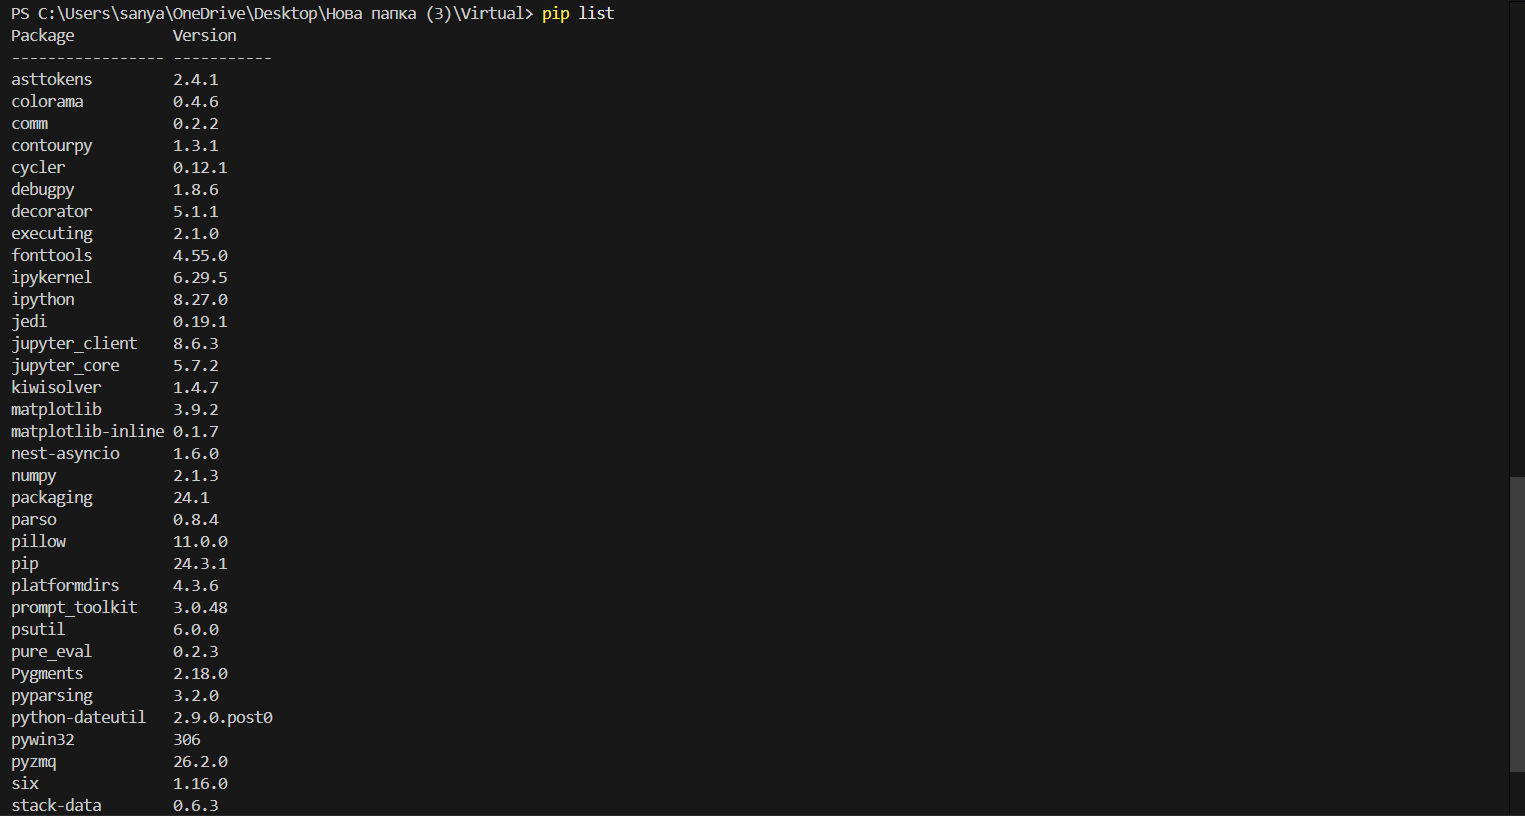 PS C:\Users\sanya\OneDrive\Desktop\Нова папка (3)\Virtual> pip list
Package Version
----------------- -----------
asttokens 2.4.1
colorama 0.4.6
comm 0.2.2
contourpy 1.3.1
cycler 0.12.1
debugpy 1.8.6
decorator 5.1.1
executing 2.1.0
fonttools 4.55.0
ipykernel 6.29.5
ipython 8.27.0
jedi 0.19.1
jupyter_client 8.6.3
jupyter_core 5.7.2
kiwisolver 1.4.7
matplotlib 3.9.2
matplotlib-inline 0.1.7
nest-asyncio 1.6.0
numpy 2.1.3
packaging 24.1
parso 0.8.4
pillow 11.0.0
pip 24.3.1
platformdirs 4.3.6
prompt_toolkit 3.0.48
psutil 6.0.0
pure_eval 0.2.3
Pygments 2.18.0
pyparsing 3.2.0
python-dateutil 2.9.0.post0
pywin32 306
pyzmq 26.2.0
six 1.16.0
stack-data 0.6.3